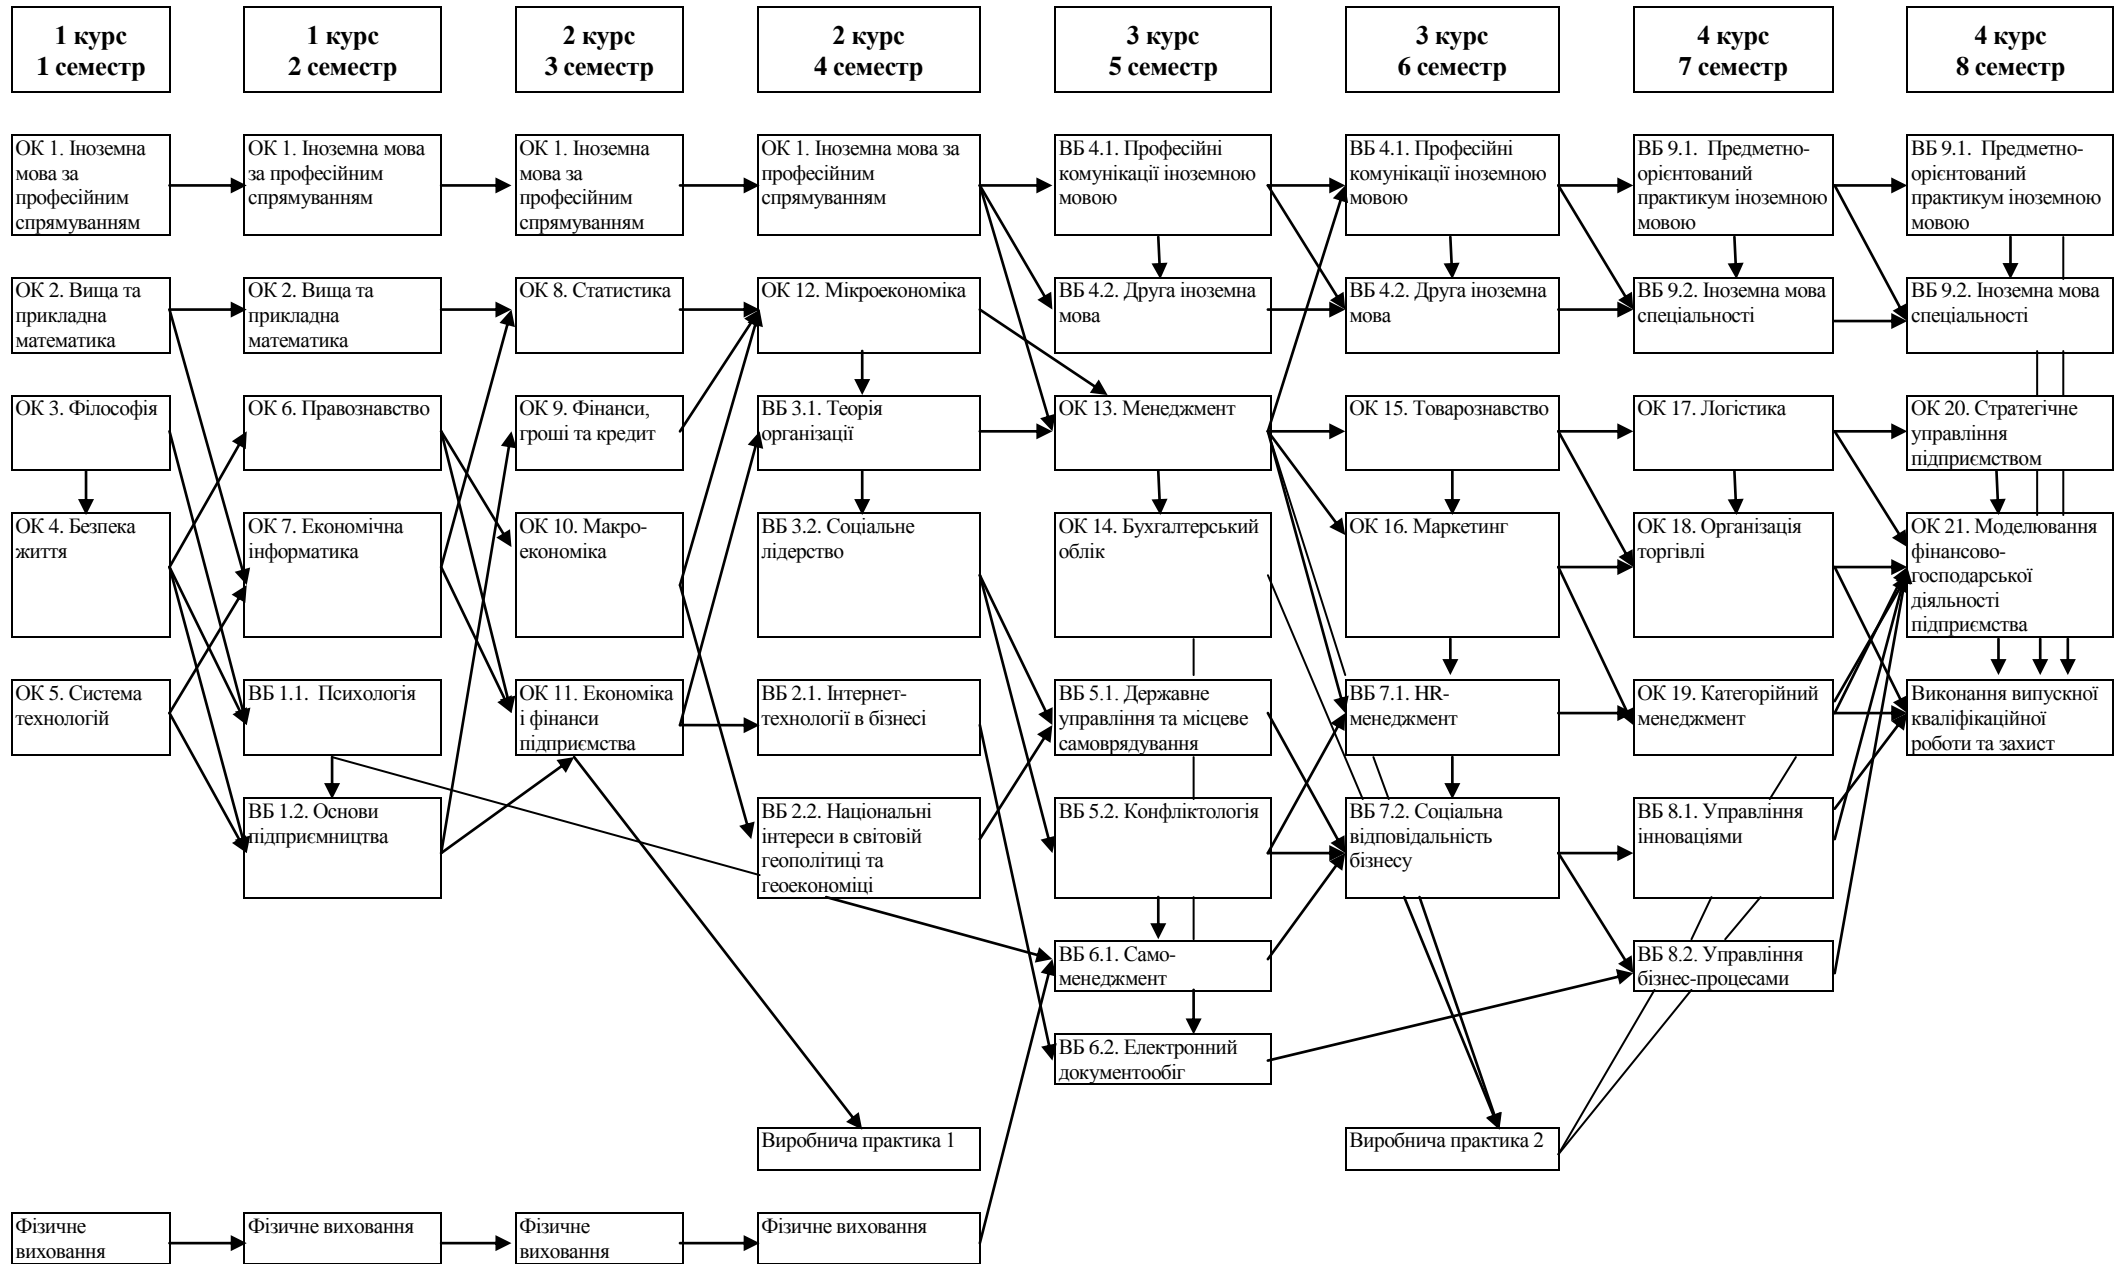 1 курс
1 семестр
1 курс
2 семестр
2 курс
3 семестр
2 курс
4 семестр
3 курс
5 семестр
3 курс
6 семестр
4 курс
7 семестр
4 курс
8 семестр
ОК 1. Іноземна
мова за
професійним
спрямуванням
ОК 1. Іноземна мова
за професійним
спрямуванням
ОК 1. Іноземна
мова за
професійним
спрямуванням
ОК 1. Іноземна мова за
професійним
спрямуванням
ВБ 4.1. Професійні
комунікації іноземною
мовою
ВБ 4.1. Професійні
комунікації іноземною
мовою
ВБ 9.1. Предметно-
орієнтований
практикум іноземною
мовою
ВБ 9.1. Предметно-
орієнтований
практикум іноземною
мовою
ОК 2. Вища та
прикладна
математика
ОК 2. Вища та
прикладна
математика
ОК 8. Статистика
ОК 12. Мікроекономіка
ВБ 4.2. Друга іноземна
мова
ВБ 4.2. Друга іноземна
мова
ВБ 9.2. Іноземна мова
спеціальності
ВБ 9.2. Іноземна мова
спеціальності
ОК 3. Філософія
ОК 6. Правознавство
ОК 9. Фінанси,
гроші та кредит
ВБ 3.1. Теорія
організації
ОК 13. Менеджмент
ОК 15. Товарознавство
ОК 17. Логістика
ОК 20. Стратегічне
управління
підприємством
ОК 4. Безпека
життя
ОК 7. Економічна
інформатика
ОК 10. Макро-
економіка
ВБ 3.2. Соціальне
лідерство
ОК 14. Бухгалтерський
облік
ОК 16. Маркетинг
ОК 18. Організація
торгівлі
ОК 21. Моделювання
фінансово-
господарської
діяльності
підприємства
ОК 5. Система
технологій
ВБ 1.1. Психологія
ОК 11. Економіка
і фінанси
підприємства
ВБ 2.1. Інтернет-
технології в бізнесі
ВБ 5.1. Державне
управління та місцеве
самоврядування
ВБ 7.1. HR-
менеджмент
ОК 19. Категорійний
менеджмент
Виконання випускної
кваліфікаційної
роботи та захист
ВБ 1.2. Основи
підприємництва
ВБ 2.2. Національні
інтереси в світовій
геополітиці та
геоекономіці
ВБ 5.2. Конфліктологія
ВБ 7.2. Соціальна
відповідальність
бізнесу
ВБ 8.1. Управління
інноваціями
ВБ 6.1. Само-
менеджмент
ВБ 8.2. Управління
бізнес-процесами
ВБ 6.2. Електронний
документообіг
Виробнича практика 1
Виробнича практика 2
Фізичне
виховання
Фізичне виховання
Фізичне
виховання
Фізичне виховання